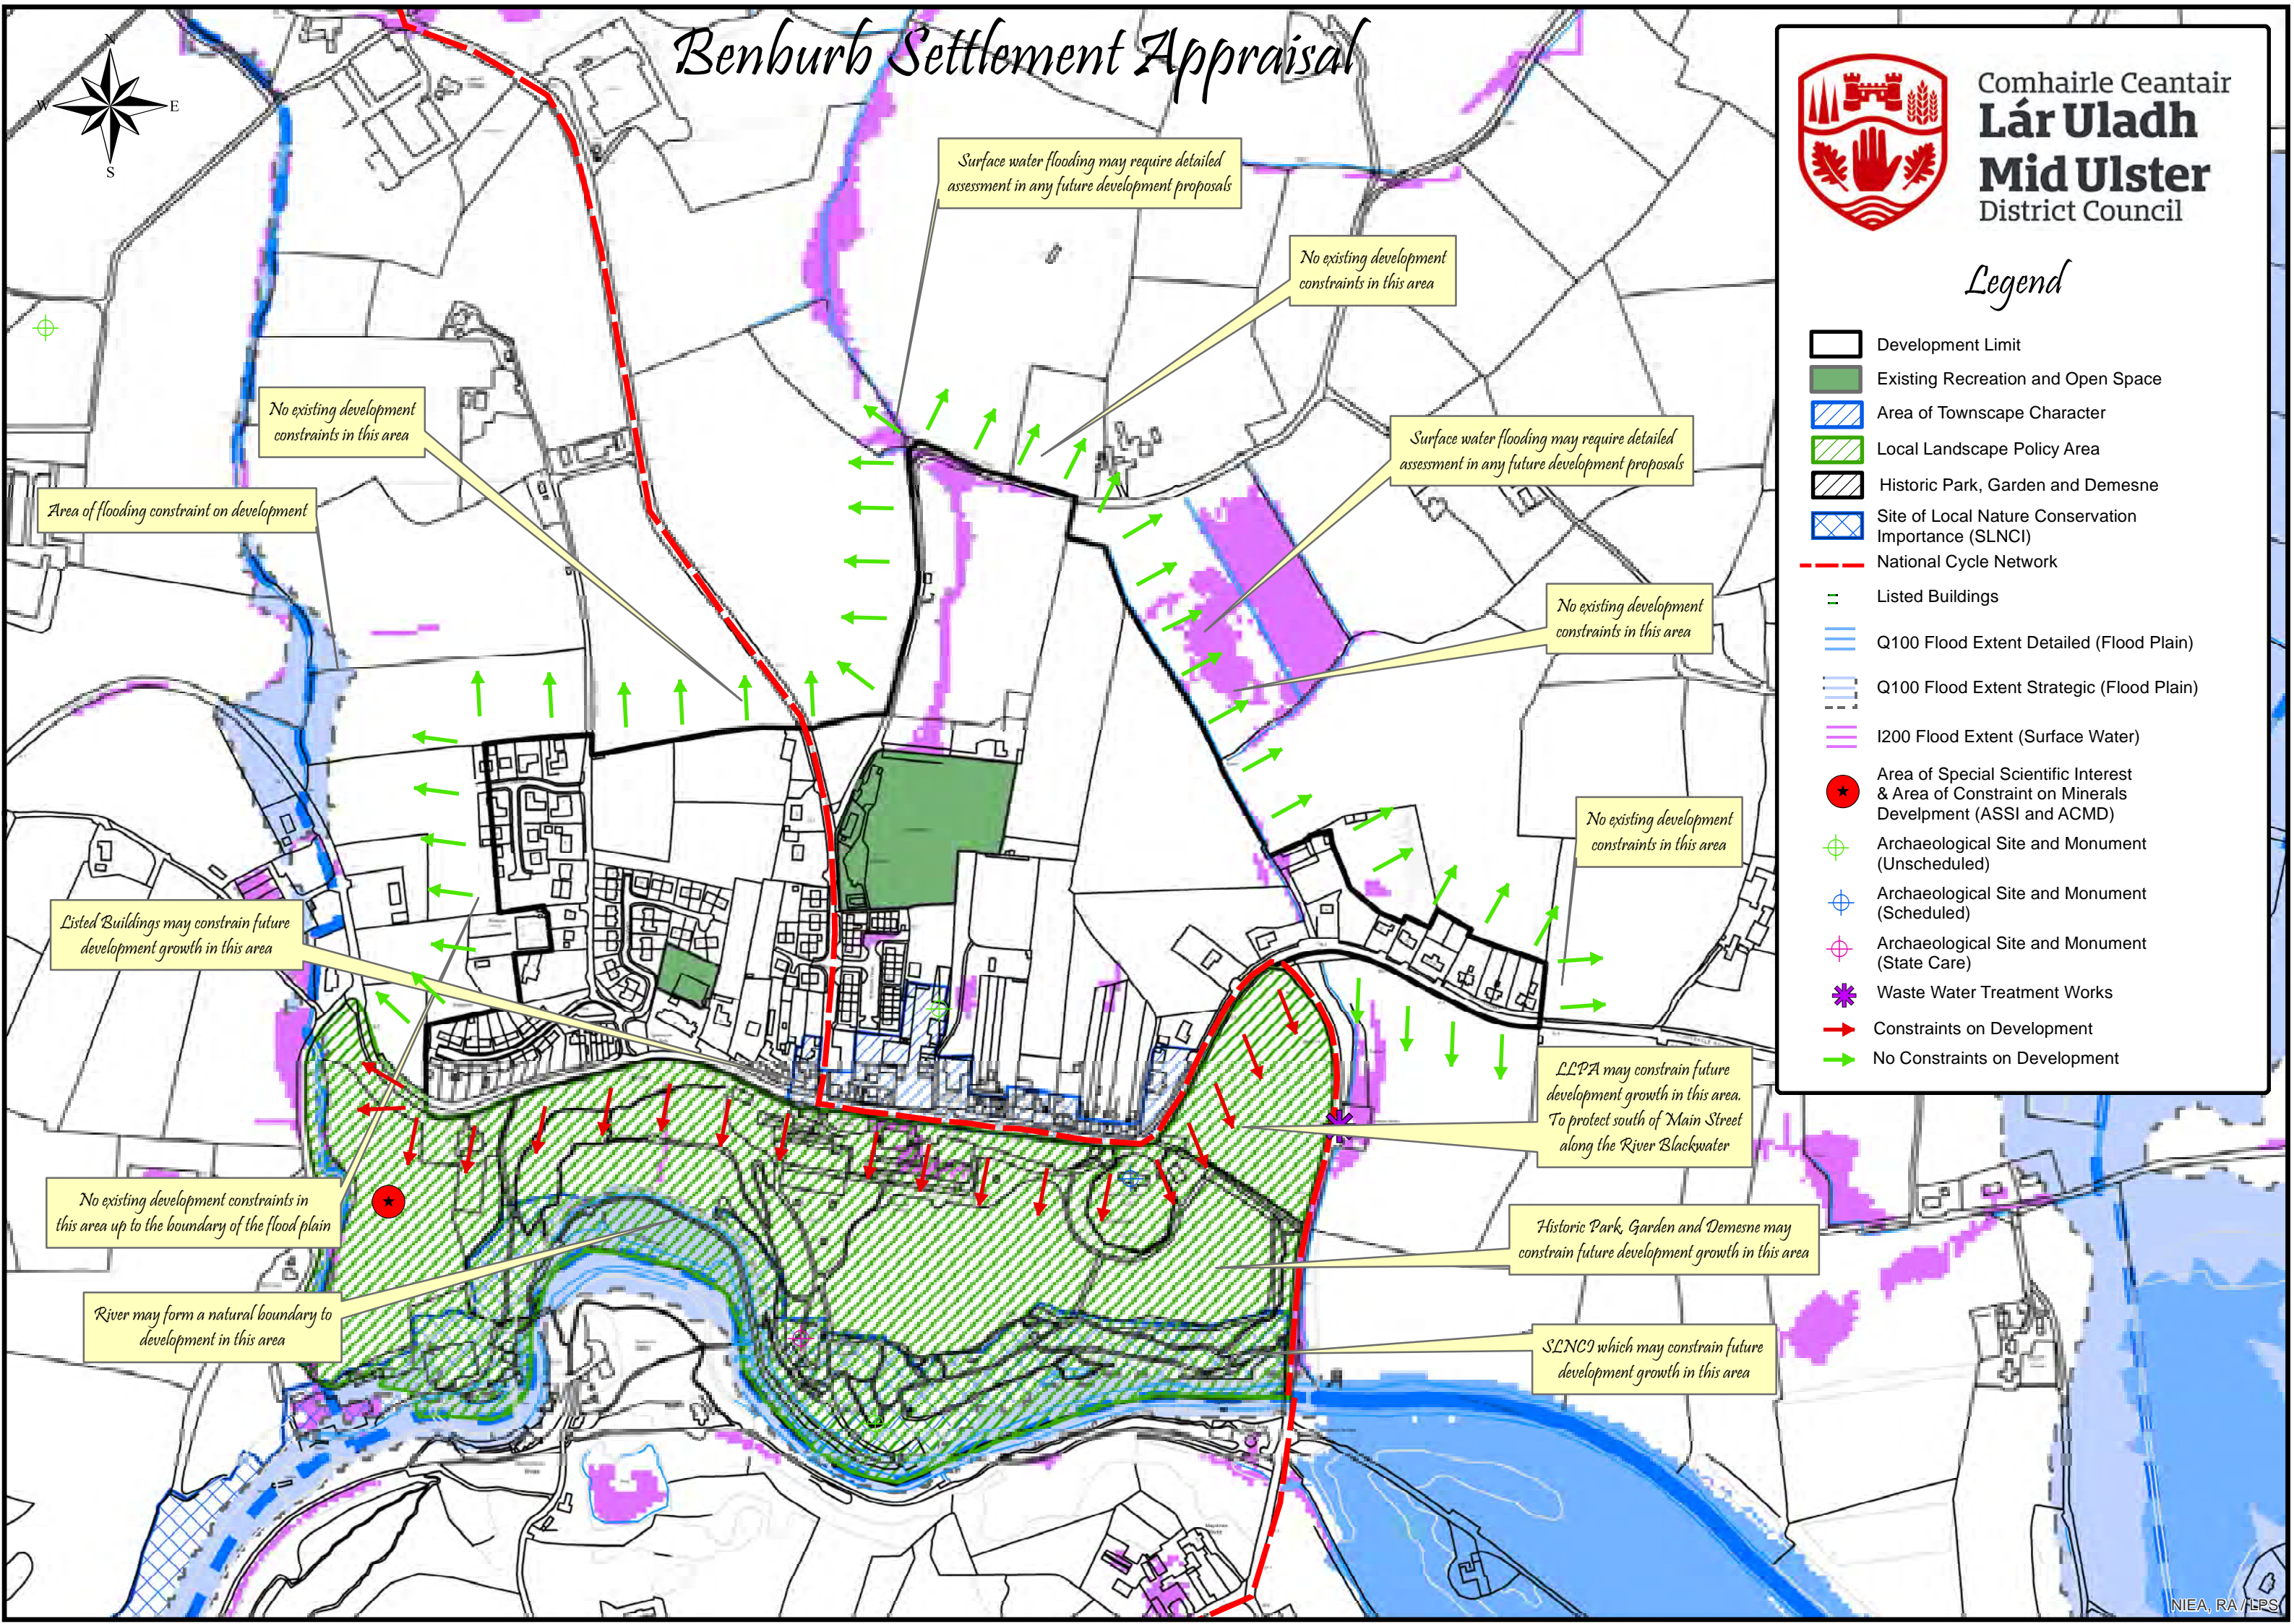 Benburb Settlement Appraisal
N
W
E
S
Surface water flooding may require detailed
assessment in any future development proposals
No existing development
constraints in this area
No existing development
constraints in this area
Surface water flooding may require detailed
assessment in any future development proposals
Area of flooding constraint on development
No existing development
constraints in this area
No existing development
constraints in this area
Listed Buildings may constrain future
development growth in this area
LLPA may constrain future
development growth in this area.
To protect south of Main Street
along the River Blackwater
No existing development constraints in
this area up to the boundary of the flood plain
Historic Park, Garden and Demesne may
constrain future development growth in this area
River may form a natural boundary to
development in this area
SLNCI which may constrain future
development growth in this area
Comhairle Ceantair
Lár Uladh
Mid Ulster
District Council
Legend
Development Limit
Existing Recreation and Open Space
Area of Townscape Character
Local Landscape Policy Area
Historic Park, Garden and Demesne
Site of Local Nature Conservation
Importance (SLNCI)
National Cycle Network
Listed Buildings
Q100 Flood Extent Detailed (Flood Plain)
Q100 Flood Extent Strategic (Flood Plain)
I200 Flood Extent (Surface Water)
Area of Special Scientific Interest
& Area of Constraint on Minerals
Develpment (ASSI and ACMD)
Archaeological Site and Monument
(Unscheduled)
Archaeological Site and Monument
(Scheduled)
Archaeological Site and Monument
(State Care)
Waste Water Treatment Works
Constraints on Development
No Constraints on Development
NIEA, RA / LPS